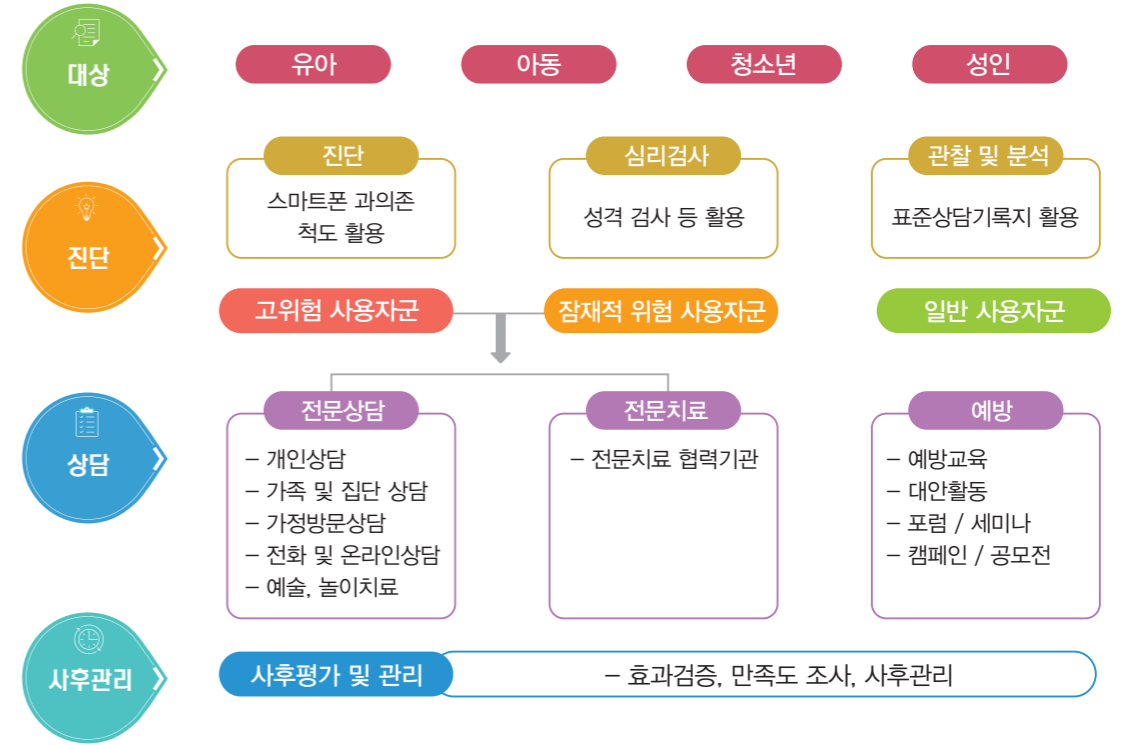 대상
유아
아동
청소년
성인
진단
진단
스마트폰 과의존
척도 활용
심리검사
성격 검사 등 활용
관찰 및 분석
표준상담기록지 활용
고위험 사용자군
잠재적 위험 사용자군
일반 사용자군
상담
전문상담
– 개인상담
– 가족 및 집단 상담
– 가정방문상담
– 전화 및 온라인상담
– 예술, 놀이치료
전문치료
– 전문치료 협력기관
예방
– 예방교육
– 대안활동
– 포럼 / 세미나
– 캠페인 / 공모전
사후관리
사후평가 및 관리
– 효과검증, 만족도 조사, 사후관리